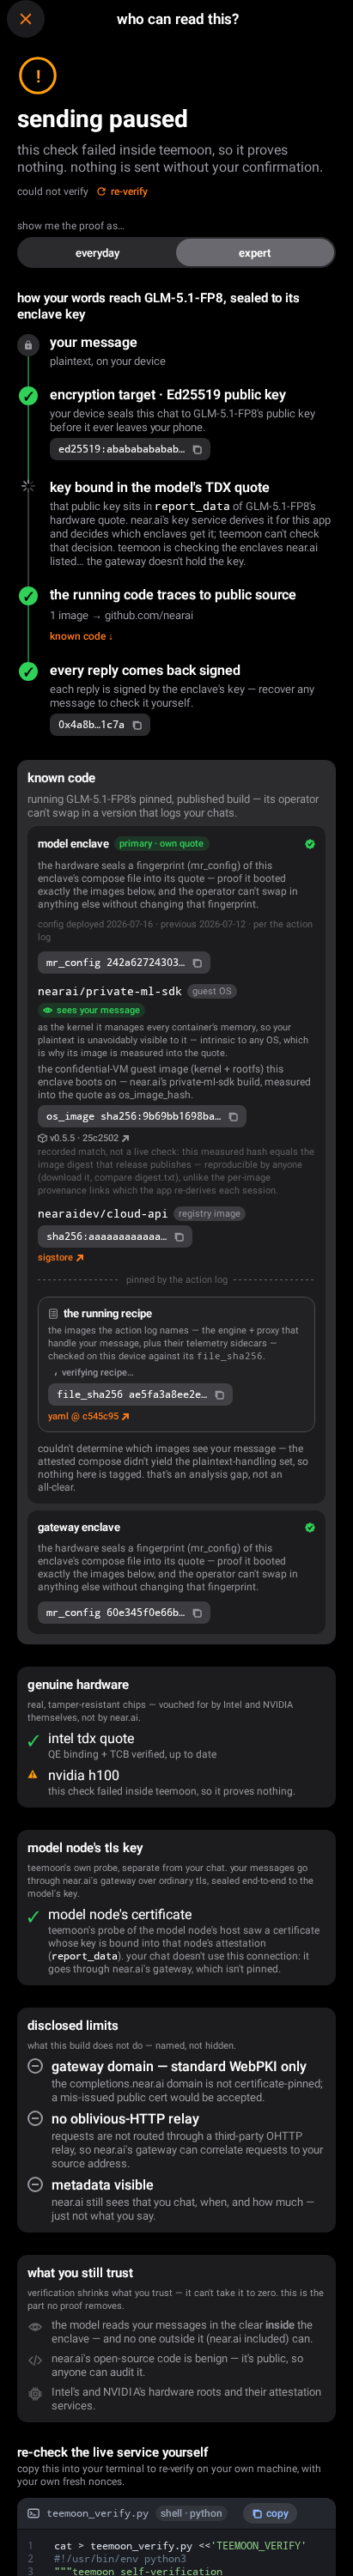 who can read this?
!
sending paused
this check failed inside teemoon, so it proves
nothing. nothing is sent without your confirmation.
could not verify re-verify
show me the proof as…
everyday expert
how your words reach GLM-5.1-FP8, sealed to its
enclave key
your message
plaintext, on your device
encryption target · Ed25519 public key
your device seals this chat to GLM-5.1-FP8's public key
before it ever leaves your phone.
ed25519:abababababab…
key bound in the model's TDX quote
that public key sits in report_data of GLM-5.1-FP8's
hardware quote. near.ai's key service derives it for this app
and decides which enclaves get it; teemoon can't check
that decision. teemoon is checking the enclaves near.ai
listed… the gateway doesn't hold the key.
the running code traces to public source
1 image → github.com/nearai
known code ↓
every reply comes back signed
each reply is signed by the enclave's key — recover any
message to check it yourself.
0x4a8b…1c7a
known code
running GLM-5.1-FP8's pinned, published build — its operator
can't swap in a version that logs your chats.
model enclave primary · own quote
the hardware seals a fingerprint (mr_config) of this
enclave's compose file into its quote — proof it booted
exactly the images below, and the operator can't swap in
anything else without changing that fingerprint.
config deployed 2026-07-16 · previous 2026-07-12 · per the action
log
mr_config 242a62724303…
nearai/private-ml-sdk guest OS
sees your message
as the kernel it manages every container's memory, so your
plaintext is unavoidably visible to it — intrinsic to any OS, which
is why its image is measured into the quote.
the confidential-VM guest image (kernel + rootfs) this
enclave boots on — near.ai's private-ml-sdk build, measured
into the quote as os_image_hash.
os_image sha256:9b69bb1698ba…
v0.5.5 · 25c2502 ↗
recorded match, not a live check: this measured hash equals the
image digest that release publishes — reproducible by anyone
(download it, compare digest.txt), unlike the per-image
provenance links which the app re-derives each session.
nearaidev/cloud-api registry image
sha256:aaaaaaaaaaaa…
sigstore ↗
pinned by the action log
the running recipe
the images the action log names — the engine + proxy that
handle your message, plus their telemetry sidecars —
checked on this device against its file_sha256.
verifying recipe…
file_sha256 ae5fa3a8ee2e…
yaml @ c545c95 ↗
couldn't determine which images see your message — the
attested compose didn't yield the plaintext-handling set, so
nothing here is tagged. that's an analysis gap, not an
all-clear.
gateway enclave
the hardware seals a fingerprint (mr_config) of this
enclave's compose file into its quote — proof it booted
exactly the images below, and the operator can't swap in
anything else without changing that fingerprint.
mr_config 60e345f0e66b…
genuine hardware
real, tamper-resistant chips — vouched for by Intel and NVIDIA
themselves, not by near.ai.
intel tdx quote
QE binding + TCB verified, up to date
nvidia h100
this check failed inside teemoon, so it proves nothing.
model node's tls key
teemoon's own probe, separate from your chat. your messages go
through near.ai's gateway over ordinary tls, sealed end-to-end to the
model's key.
model node's certificate
teemoon's probe of the model node's host saw a certificate
whose key is bound into that node's attestation
(report_data). your chat doesn't use this connection: it
goes through near.ai's gateway, which isn't pinned.
disclosed limits
what this build does not do — named, not hidden.
gateway domain — standard WebPKI only
the completions.near.ai domain is not certificate-pinned;
a mis-issued public cert would be accepted.
no oblivious-HTTP relay
requests are not routed through a third-party OHTTP
relay, so near.ai's gateway can correlate requests to your
source address.
metadata visible
near.ai still sees that you chat, when, and how much —
just not what you say.
what you still trust
verification shrinks what you trust — it can't take it to zero. this is the
part no proof removes.
the model reads your messages in the clear inside the
enclave — and no one outside it (near.ai included) can.
near.ai's open-source code is benign — it's public, so
anyone can audit it.
Intel's and NVIDIA's hardware roots and their attestation
services.
re-check the live service yourself
copy this into your terminal to re-verify on your own machine, with
your own fresh nonces.
teemoon_verify.py shell · python copy
1 cat > teemoon_verify.py <<'TEEMOON_VERIFY'
2 #!/usr/bin/env python3
3 """teemoon self-verification